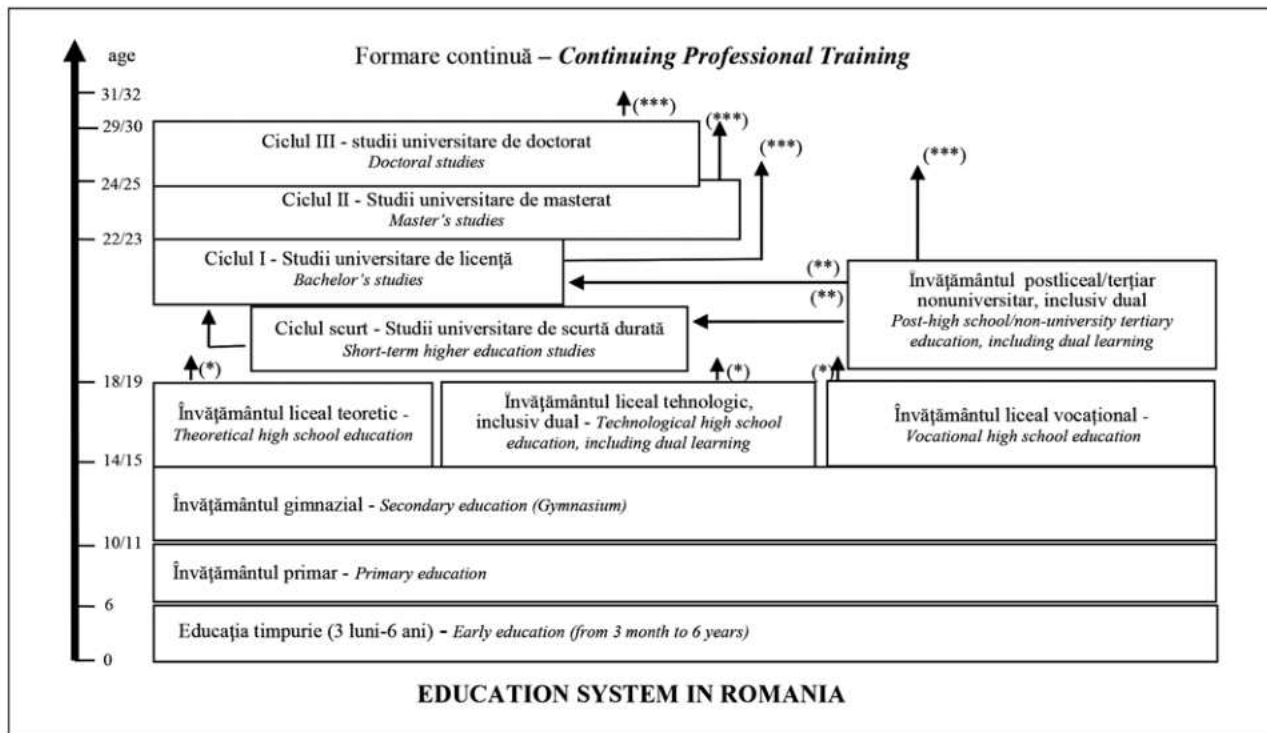 age
Formare continuă – Continuing Professional Training
31/32
(***)
29/30
(***)
Ciclul III - studii universitare de doctorat
Doctoral studies
(***)
(***)
24/25
Ciclul II - Studii universitare de masterat
Master's studies
22/23
Ciclul I - Studii universitare de licență
Bachelor's studies
(**)
(**)
Învățământul postliceal/terțiar
nonuniversitar, inclusiv dual
Post-high school/non-university tertiary
education, including dual learning
Ciclul scurt - Studii universitare de scurtă durată
Short-term higher education studies
(*)
(*)
(*)
18/19
Învățământul liceal teoretic -
Theoretical high school education
Învățământul liceal tehnologic,
inclusiv dual - Technological high school
education, including dual learning
Învățământul liceal vocațional -
Vocational high school education
14/15
Învățământul gimnazial - Secondary education (Gymnasium)
10/11
Învățământul primar - Primary education
6
Educația timpurie (3 luni-6 ani) - Early education (from 3 month to 6 years)
0
EDUCATION SYSTEM IN ROMANIA